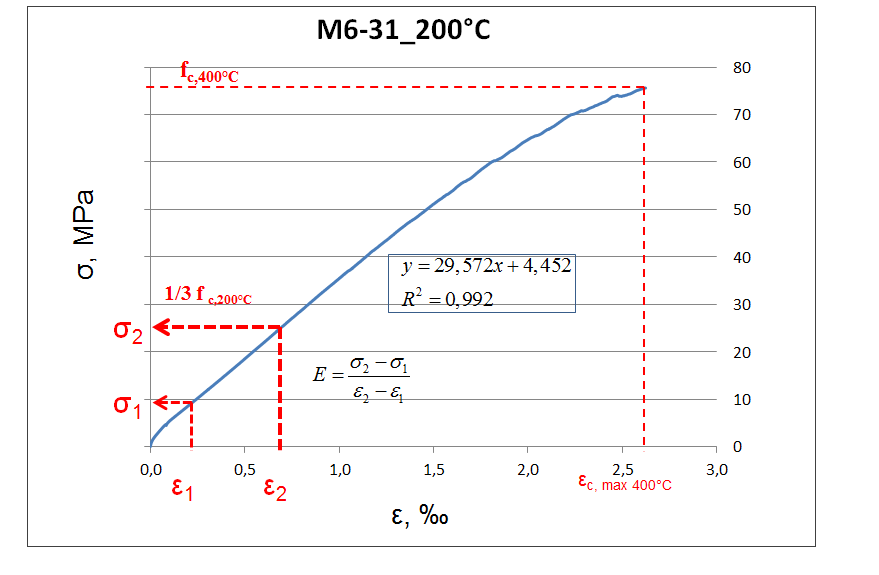 M6-31_200°C
f c,400°C
80
70
60
50
40
30
20
10
0
σ, MPa
y = 29,572x + 4,452
R² = 0,992
1/3 f c,200°C
σ2
σ1
E = (σ2 − σ1) / (ε2 − ε1)
0,0 0,5 1,0 1,5 2,0 2,5 3,0
ε1 ε2 εc, max 400°C
ε, ‰